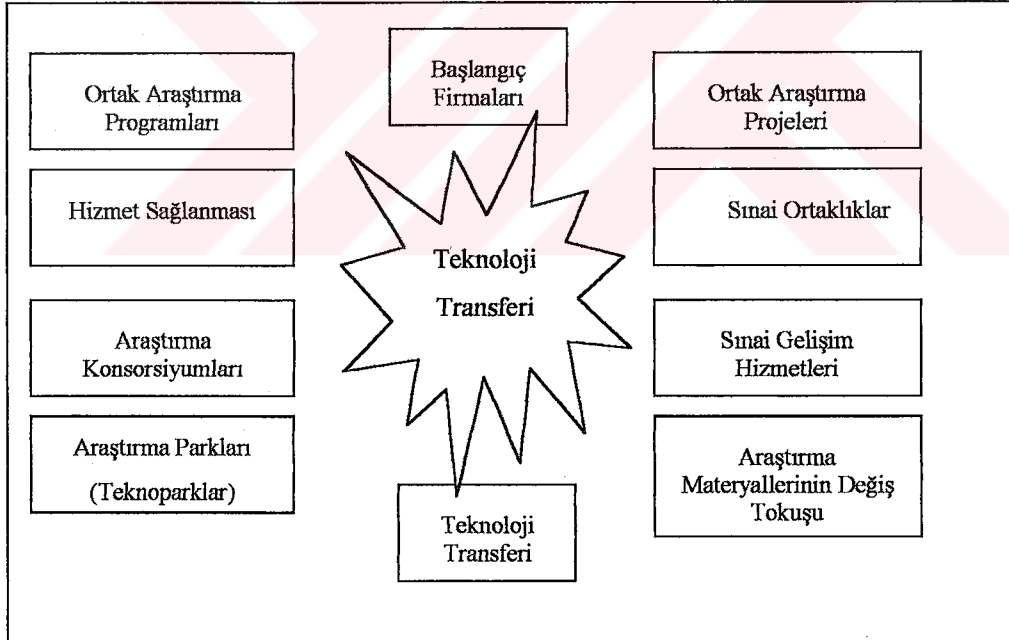 Ortak Araştırma
Programları
Hizmet Sağlanması
Araştırma
Konsorsiyumları
Araştırma Parkları
(Teknoparklar)
Başlangıç
Firmaları
Teknoloji
Transferi
Teknoloji
Transferi
Ortak Araştırma
Projeleri
Sınai Ortaklıklar
Sınai Gelişim
Hizmetleri
Araştırma
Materyallerinin Değiş
Tokuşu